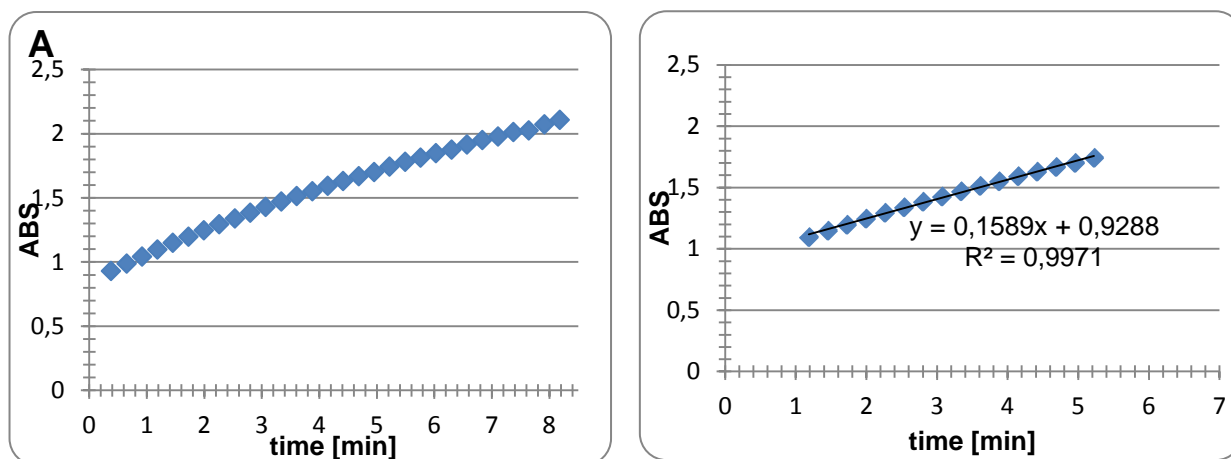 A
2,5
2
1,5
1
0,5
0
ABS
0 1 2 3 4 5 6 7 8
time [min]
2,5
2
1,5
1
0,5
0
ABS
y = 0,1589x + 0,9288
R² = 0,9971
0 1 2 3 4 5 6 7
time [min]